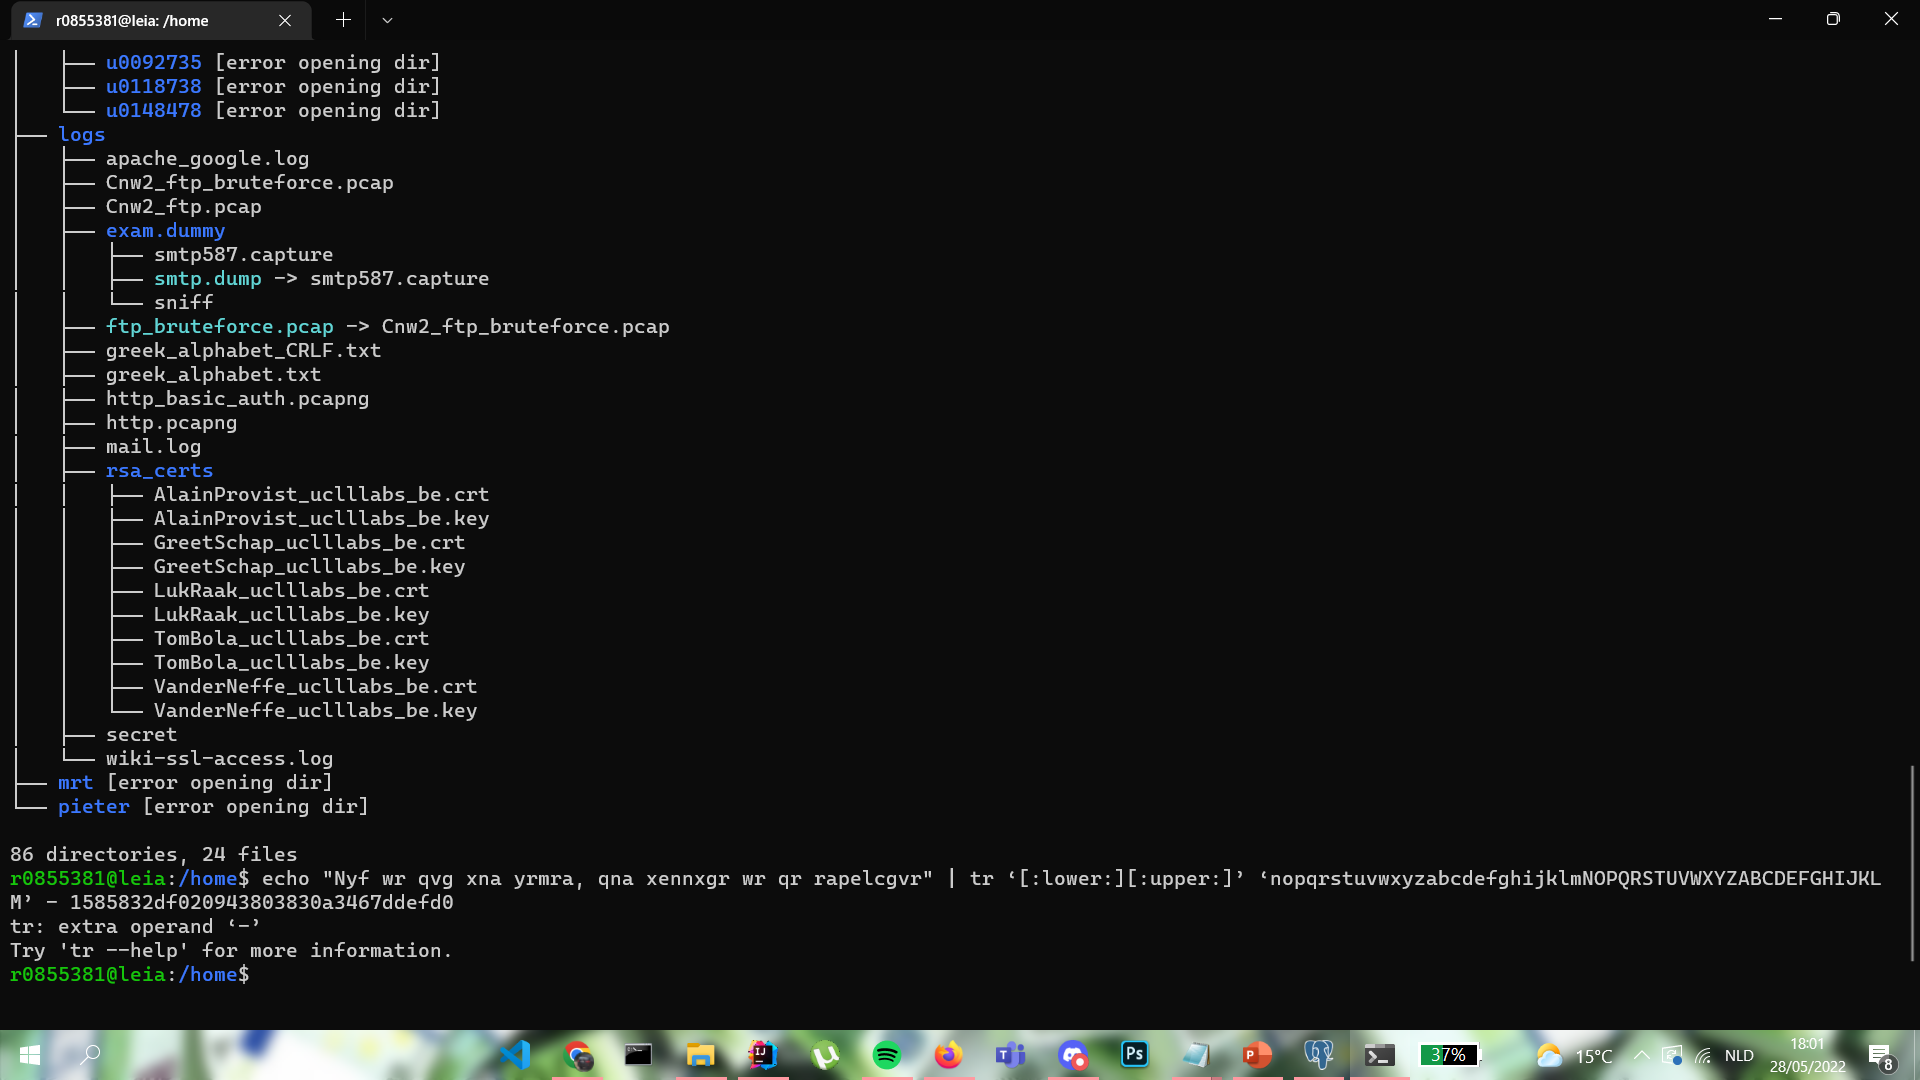 r0855381@leia: /home
│   ├── u0092735 [error opening dir]
│   ├── u0118738 [error opening dir]
│   └── u0148478 [error opening dir]
├── logs
│   ├── apache_google.log
│   ├── Cnw2_ftp_bruteforce.pcap
│   ├── Cnw2_ftp.pcap
│   ├── exam.dummy
│   │   ├── smtp587.capture
│   │   ├── smtp.dump -> smtp587.capture
│   │   └── sniff
│   ├── ftp_bruteforce.pcap -> Cnw2_ftp_bruteforce.pcap
│   ├── greek_alphabet_CRLF.txt
│   ├── greek_alphabet.txt
│   ├── http_basic_auth.pcapng
│   ├── http.pcapng
│   ├── mail.log
│   ├── rsa_certs
│   │   ├── AlainProvist_uclllabs_be.crt
│   │   ├── AlainProvist_uclllabs_be.key
│   │   ├── GreetSchap_uclllabs_be.crt
│   │   ├── GreetSchap_uclllabs_be.key
│   │   ├── LukRaak_uclllabs_be.crt
│   │   ├── LukRaak_uclllabs_be.key
│   │   ├── TomBola_uclllabs_be.crt
│   │   ├── TomBola_uclllabs_be.key
│   │   ├── VanderNeffe_uclllabs_be.crt
│   │   └── VanderNeffe_uclllabs_be.key
│   ├── secret
│   └── wiki-ssl-access.log
├── mrt [error opening dir]
└── pieter [error opening dir]
86 directories, 24 files
r0855381@leia:/home$ echo "Nyf wr qvg xna yrmra, qna xennxgr wr qr rapelcgvr" | tr ‘[:lower:][:upper:]’ ‘nopqrstuvwxyzabcdefghijklmNOPQRSTUVWXYZABCDEFGHIJKL
M’ - 1585832df020943803830a3467ddefd0
tr: extra operand ‘-’
Try 'tr --help' for more information.
r0855381@leia:/home$
IJ
T
Ps
P
37%
15°C
NLD
18:01
28/05/2022
8